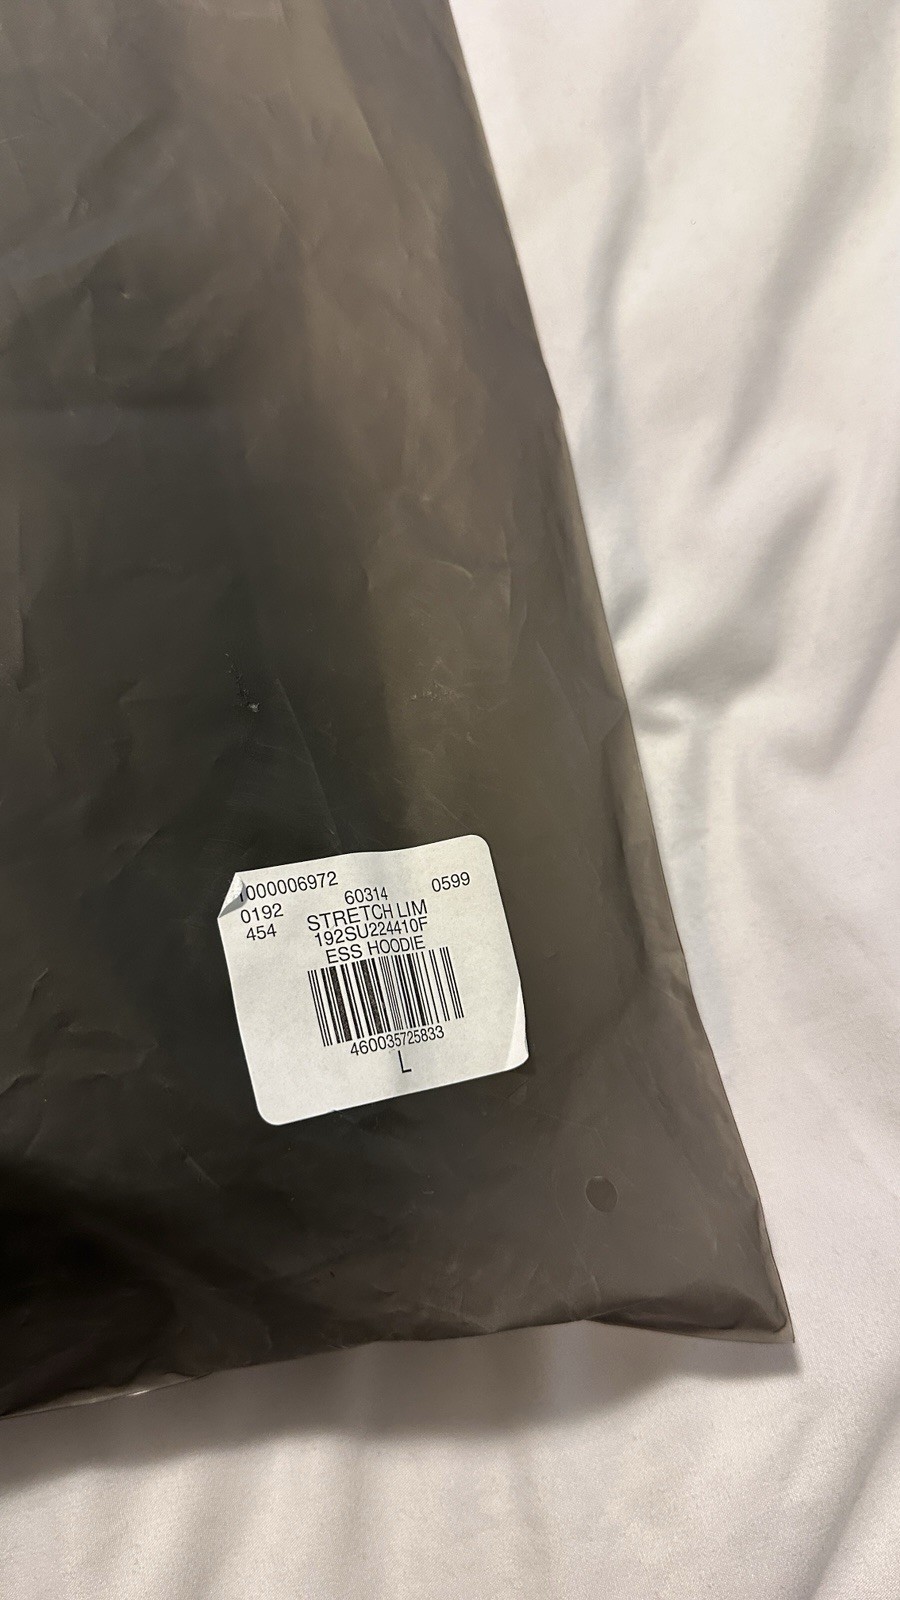 1000006972
0599
0192
60314
454
STRETCH LIM
192SU224410F
ESS HOODIE
460035725833
L